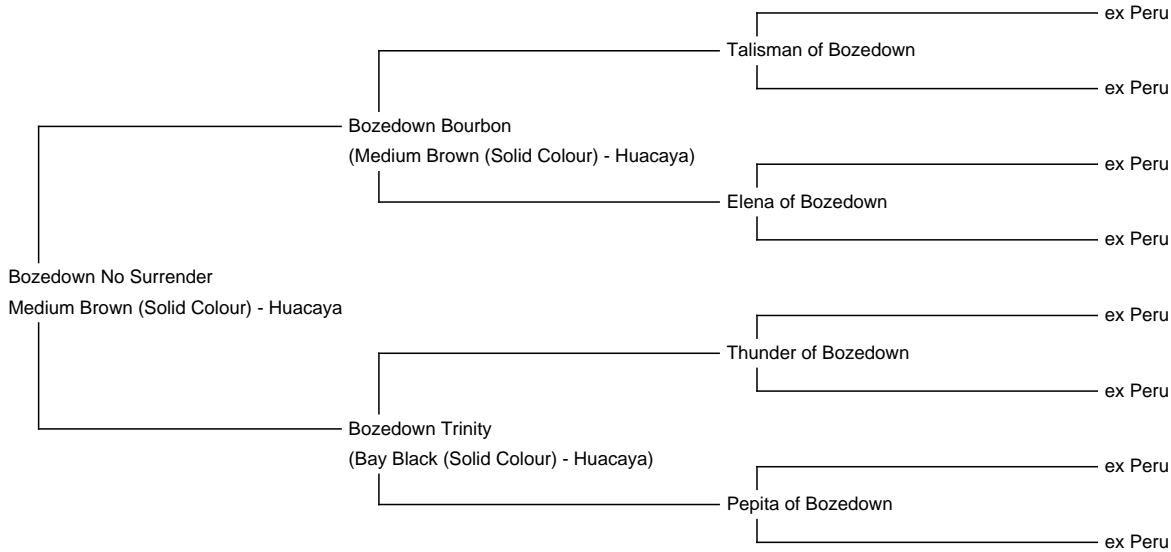 ex Peru
Talisman of Bozedown
ex Peru
Bozedown Bourbon
(Medium Brown (Solid Colour) - Huacaya)
ex Peru
Elena of Bozedown
ex Peru
Bozedown No Surrender
Medium Brown (Solid Colour) - Huacaya
ex Peru
Thunder of Bozedown
ex Peru
Bozedown Trinity
(Bay Black (Solid Colour) - Huacaya)
ex Peru
Pepita of Bozedown
ex Peru